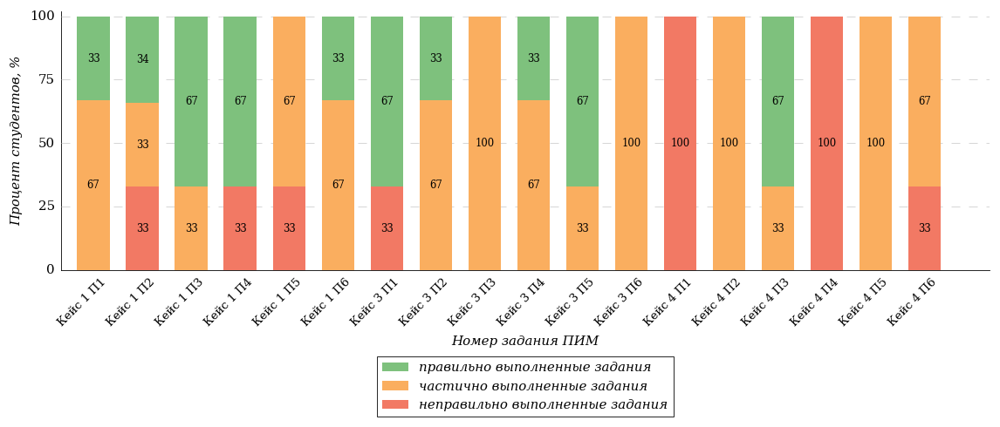 100
75
50
25
0
Процент студентов, %
33 34 67 67 67 33 67 33 100 33 67 100 100 100 67 100 100 67
67 33 33 33 33 67 33 67 67 33 33 33
33
Кейс 1 П1
Кейс 1 П2
Кейс 1 П3
Кейс 1 П4
Кейс 1 П5
Кейс 1 П6
Кейс 3 П1
Кейс 3 П2
Кейс 3 П3
Кейс 3 П4
Кейс 3 П5
Кейс 3 П6
Кейс 4 П1
Кейс 4 П2
Кейс 4 П3
Кейс 4 П4
Кейс 4 П5
Кейс 4 П6
Номер задания ПИМ
правильно выполненные задания
частично выполненные задания
неправильно выполненные задания